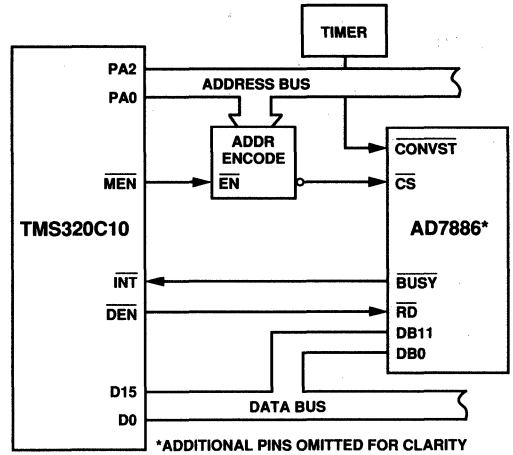 TIMER
PA2
ADDRESS BUS
PA0
ADDR
ENCODE
CONVST
MEN
EN
CS
TMS320C10
AD7886*
INT
BUSY
DEN
RD
DB11
DB0
D15
DATA BUS
D0
*ADDITIONAL PINS OMITTED FOR CLARITY